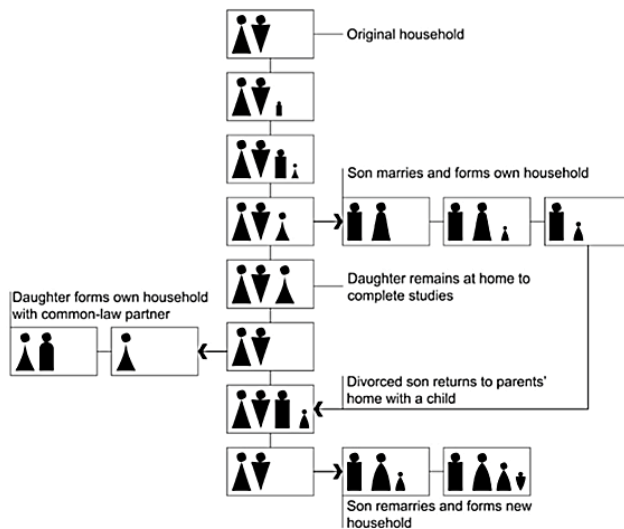 Original household
Son marries and forms own household
Daughter remains at home to
complete studies
Daughter forms own household
with common-law partner
Divorced son returns to parents'
home with a child
Son remarries and forms new
household